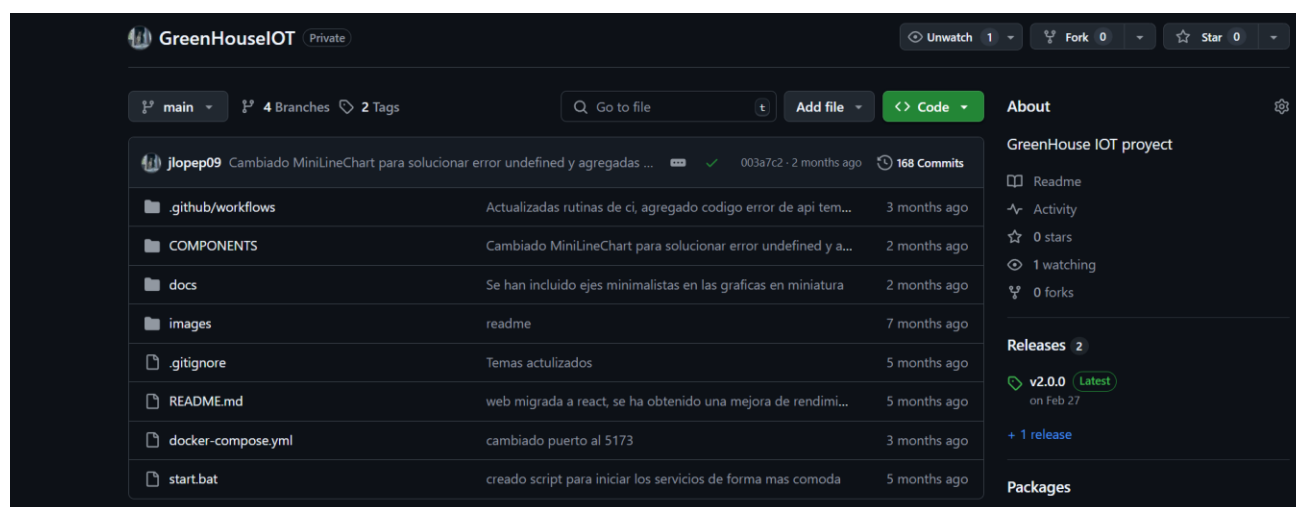 GreenHouseIOT Private
Unwatch 1 Fork 0 Star 0
main 4 Branches 2 Tags Go to file t Add file Code
jlopep09 Cambiado MiniLineChart para solucionar error undefined y agregadas ... 003a7c2 · 2 months ago 168 Commits
.github/workflows Actualizadas rutinas de ci, agregado codigo error de api tem... 3 months ago
COMPONENTS Cambiado MiniLineChart para solucionar error undefined y a... 2 months ago
docs Se han incluido ejes minimalistas en las graficas en miniatura 2 months ago
images readme 7 months ago
.gitignore Temas actulizados 5 months ago
README.md web migrada a react, se ha obtenido una mejora de rendimi... 5 months ago
docker-compose.yml cambiado puerto al 5173 3 months ago
start.bat creado script para iniciar los servicios de forma mas comoda 5 months ago
About
GreenHouse IOT proyect
Readme
Activity
0 stars
1 watching
0 forks
Releases 2
v2.0.0 Latest
on Feb 27
+ 1 release
Packages